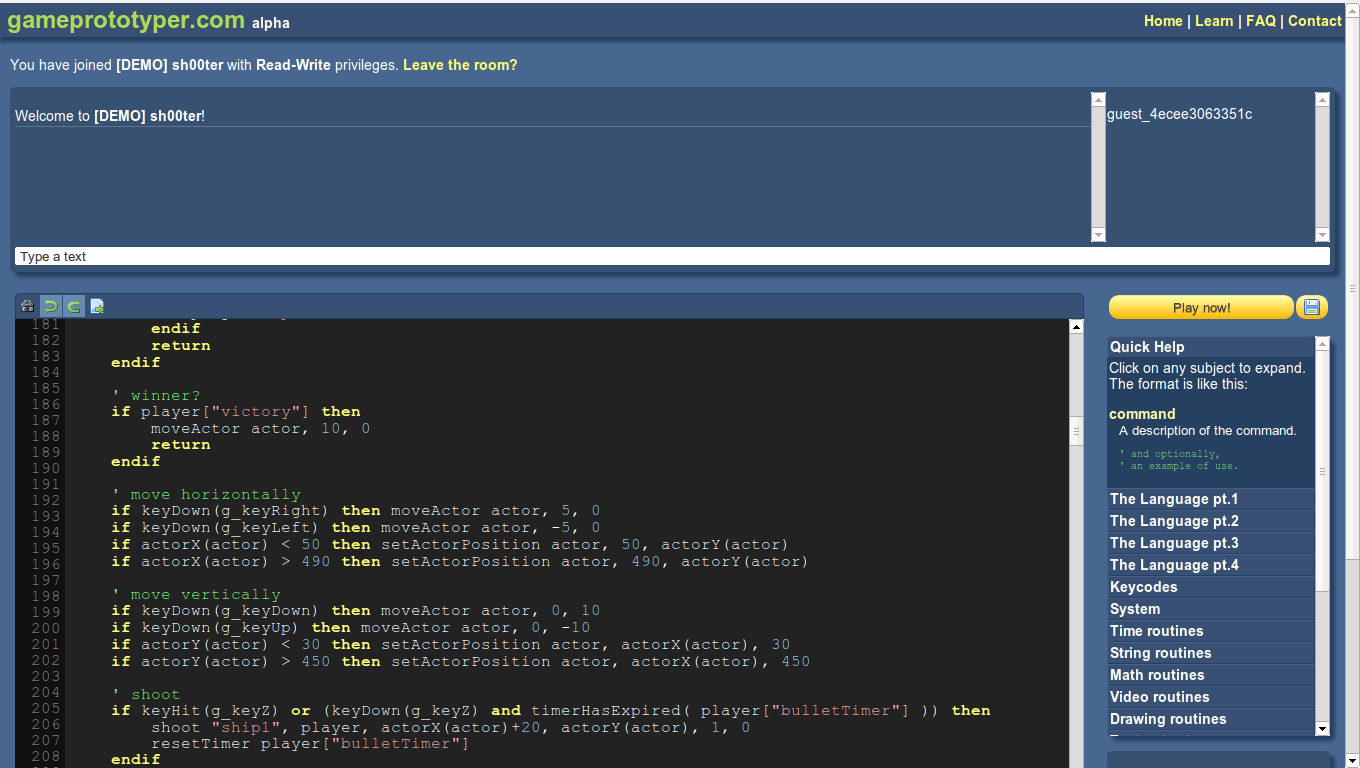 gameprototyper.com alpha
Home | Learn | FAQ | Contact
You have joined [DEMO] sh00ter with Read-Write privileges. Leave the room?
Welcome to [DEMO] sh00ter!
guest_4ecee3063351c
Type a text
Play now!
181
182 endif
183 return
184 endif
185
186 ' winner?
187 if player["victory"] then
188 moveActor actor, 10, 0
189 return
190 endif
191
192 ' move horizontally
193 if keyDown(g_keyRight) then moveActor actor, 5, 0
194 if keyDown(g_keyLeft) then moveActor actor, -5, 0
195 if actorX(actor) < 50 then setActorPosition actor, 50, actorY(actor)
196 if actorX(actor) > 490 then setActorPosition actor, 490, actorY(actor)
197
198 ' move vertically
199 if keyDown(g_keyDown) then moveActor actor, 0, 10
200 if keyDown(g_keyUp) then moveActor actor, 0, -10
201 if actorY(actor) < 30 then setActorPosition actor, actorX(actor), 30
202 if actorY(actor) > 450 then setActorPosition actor, actorX(actor), 450
203
204 ' shoot
205 if keyHit(g_keyZ) or (keyDown(g_keyZ) and timerHasExpired( player["bulletTimer"] )) then
206 shoot "ship1", player, actorX(actor)+20, actorY(actor), 1, 0
207 resetTimer player["bulletTimer"]
208 endif
Quick Help
Click on any subject to expand.
The format is like this:
command
A description of the command.
' and optionally,
' an example of use.
The Language pt.1
The Language pt.2
The Language pt.3
The Language pt.4
Keycodes
System
Time routines
String routines
Math routines
Video routines
Drawing routines